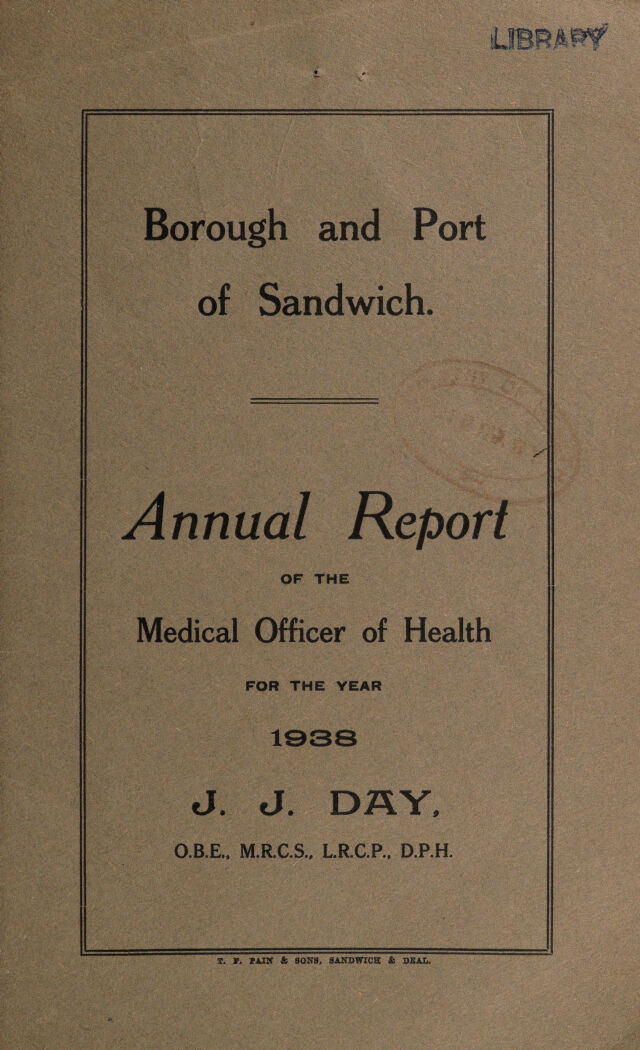 LIBRARY
Borough and Port
of Sandwich.
Annual Report
OF THE
Medical Officer of Health
FOR THE YEAR
1938
J. J. DAY,
O.B.E., M.R.C.S., L.R.C.P., D.P.H.
T. F. PAIN & SONS, SANDWICH & DEAL.